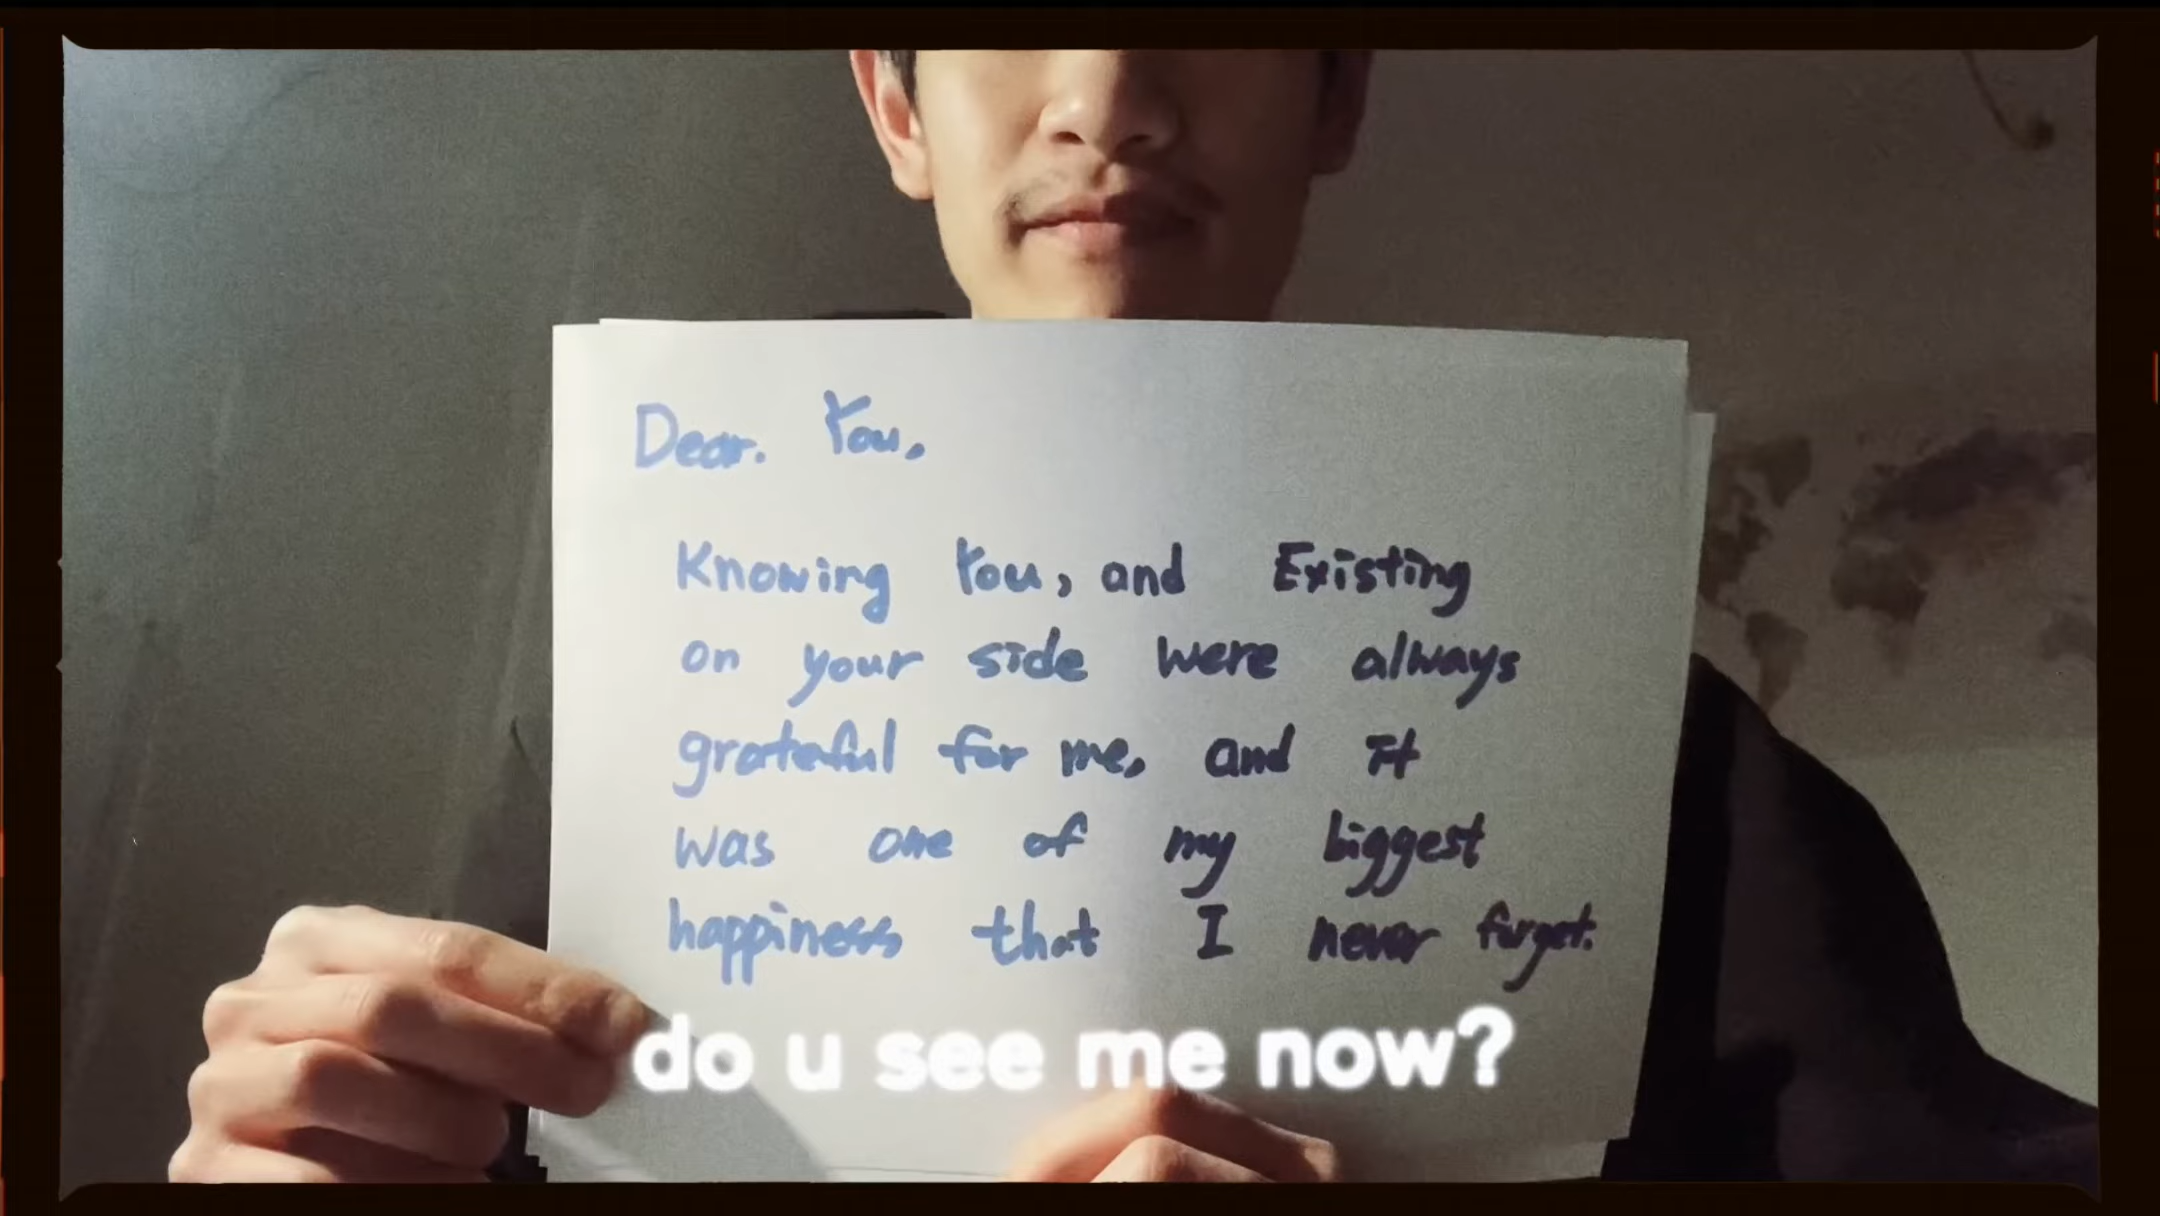 Dear. You,
Knowing You, and Existing
on your side were always
grateful for me, and it
was one of my biggest
happiness that I never forget.
do u see me now?